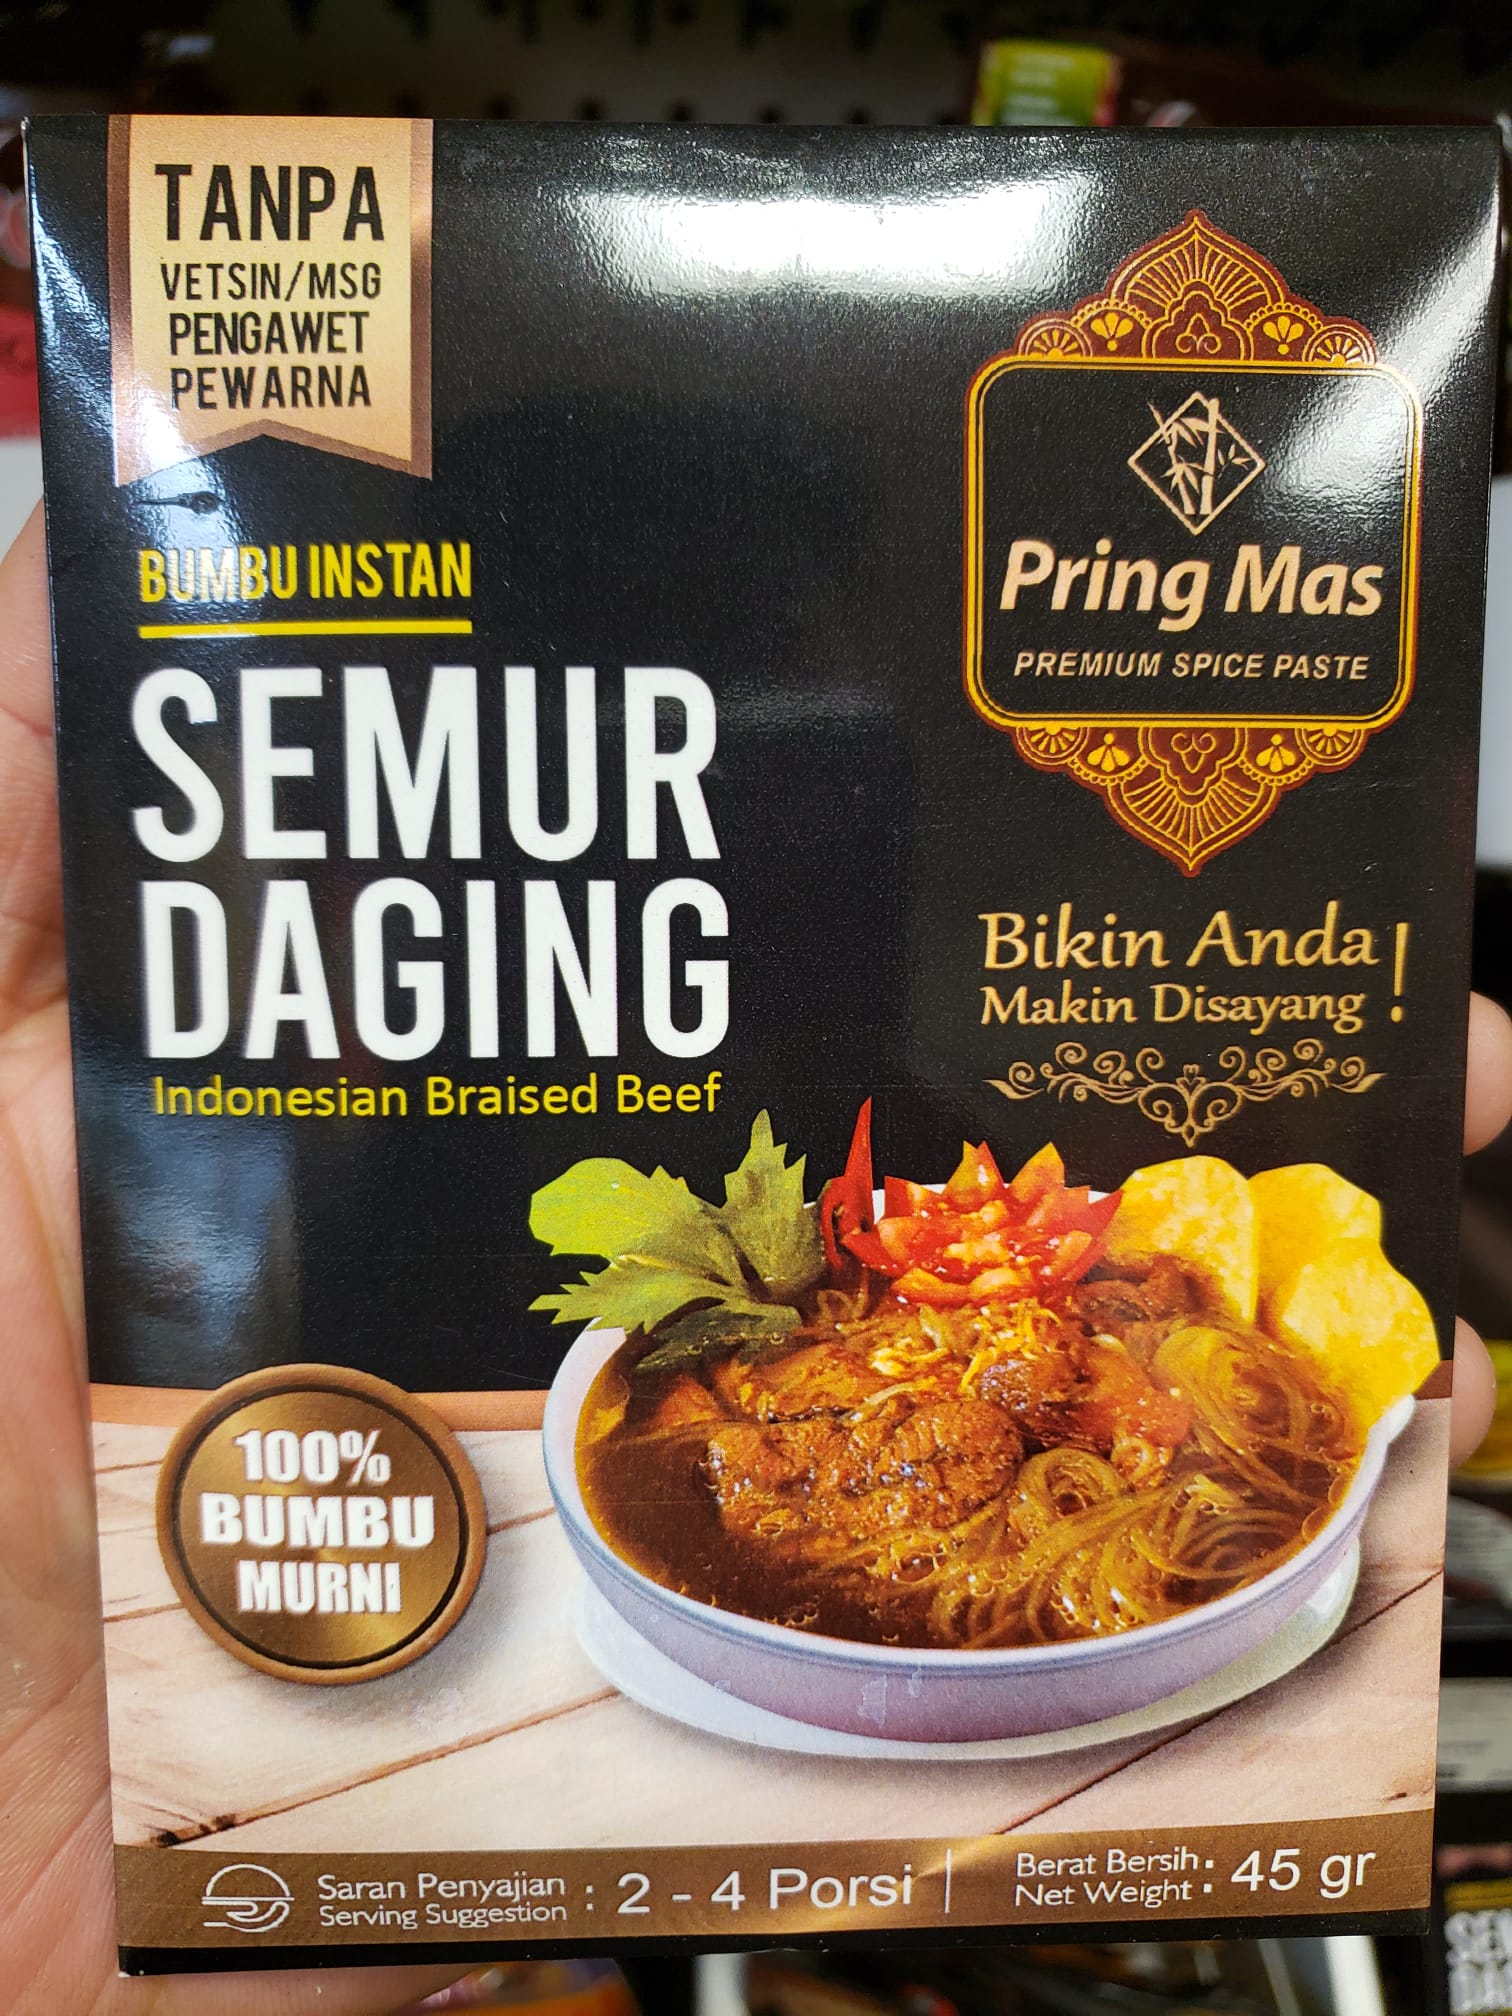 TANPA
VETSIN/MSG
PENGAWET
PEWARNA
BUMBU INSTAN
SEMUR
DAGING
Indonesian Braised Beef
Pring Mas
PREMIUM SPICE PASTE
Bikin Anda
Makin Disayang !
100%
BUMBU
MURNI
Saran Penyajian
Serving Suggestion : 2 - 4 Porsi
Berat Bersih
Net Weight : 45 gr